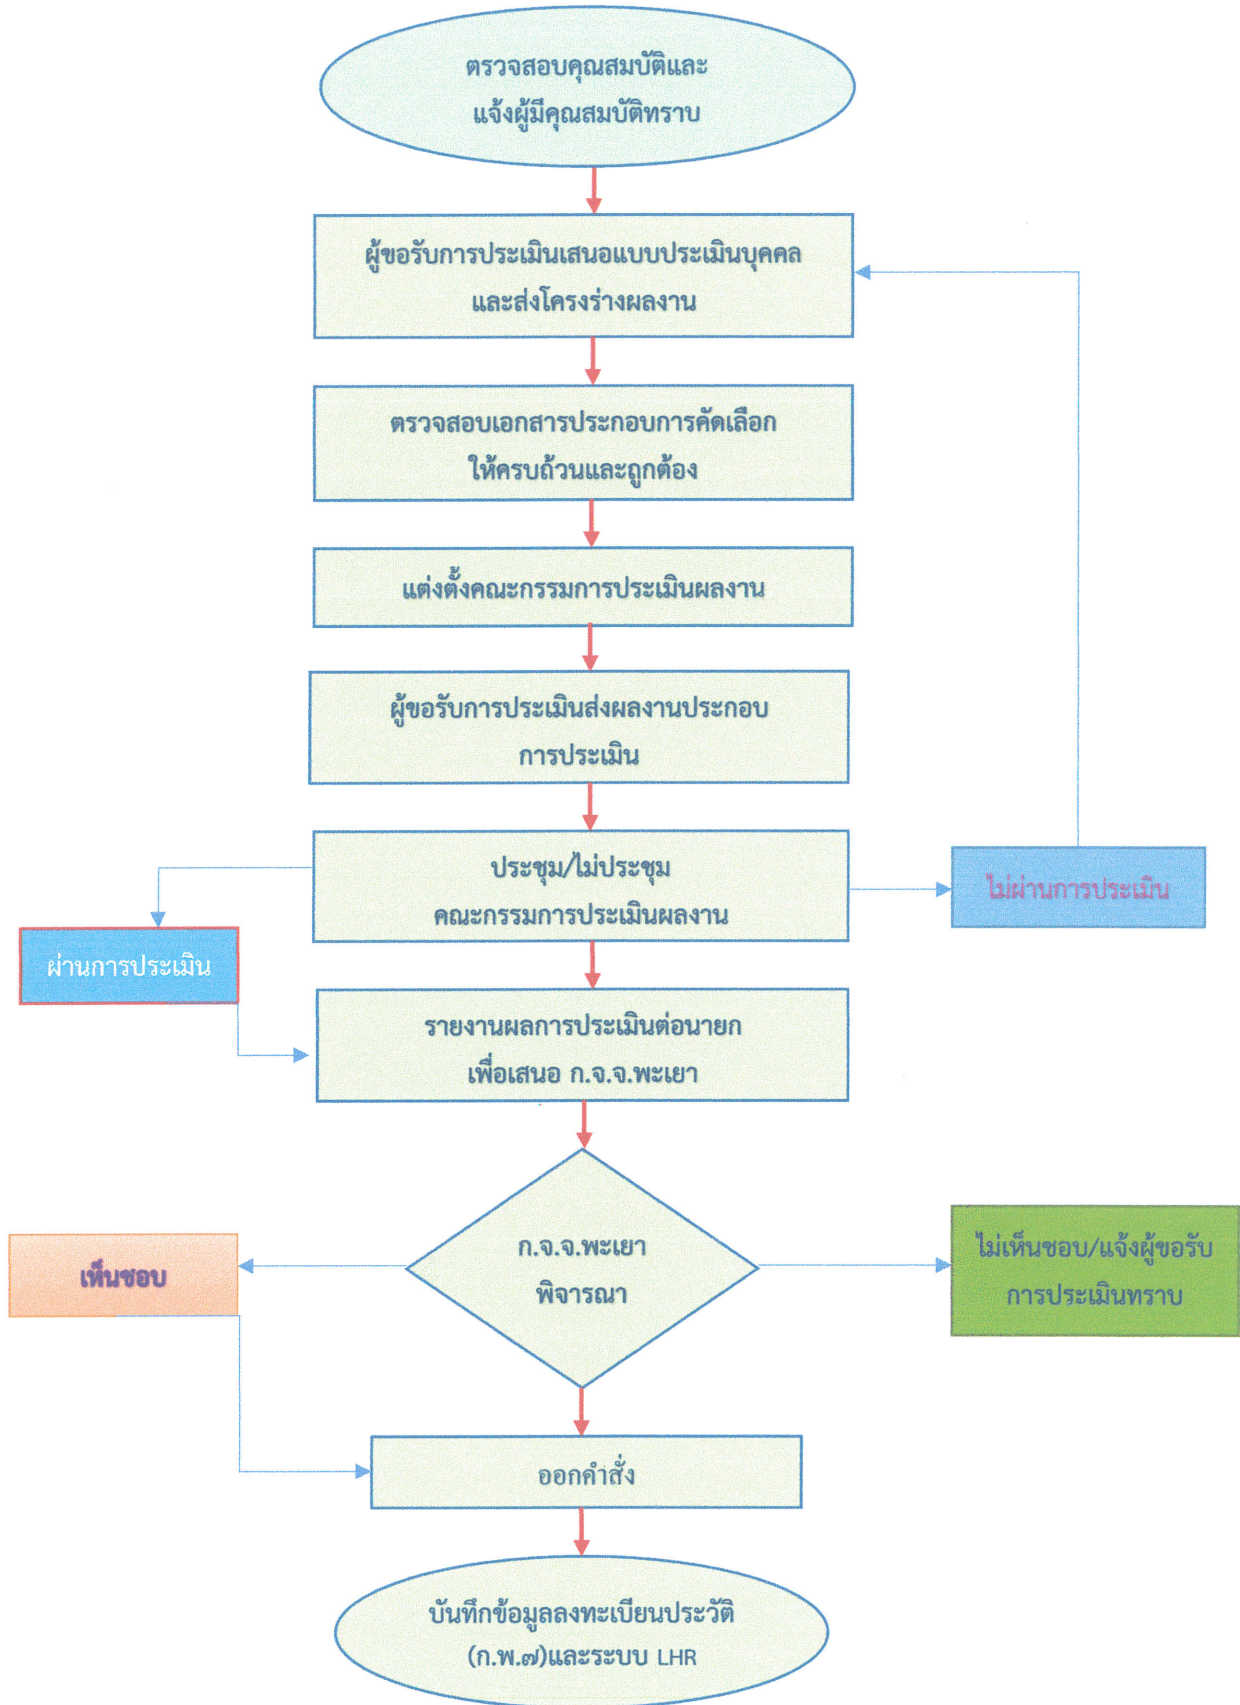 ตรวจสอบคุณสมบัติและ
แจ้งผู้มีคุณสมบัติทราบ
ผู้ขอรับการประเมินเสนอแบบประเมินบุคคล
และส่งโครงร่างผลงาน
ตรวจสอบเอกสารประกอบการคัดเลือก
ให้ครบถ้วนและถูกต้อง
แต่งตั้งคณะกรรมการประเมินผลงาน
ผู้ขอรับการประเมินส่งผลงานประกอบ
การประเมิน
ประชุม/ไม่ประชุม
คณะกรรมการประเมินผลงาน
ไม่ผ่านการประเมิน
ผ่านการประเมิน
รายงานผลการประเมินต่อนายก
เพื่อเสนอ ก.จ.จ.พะเยา
ก.จ.จ.พะเยา
พิจารณา
เห็นชอบ
ไม่เห็นชอบ/แจ้งผู้ขอรับ
การประเมินทราบ
ออกคำสั่ง
บันทึกข้อมูลลงทะเบียนประวัติ
(ก.พ.๗)และระบบ LHR